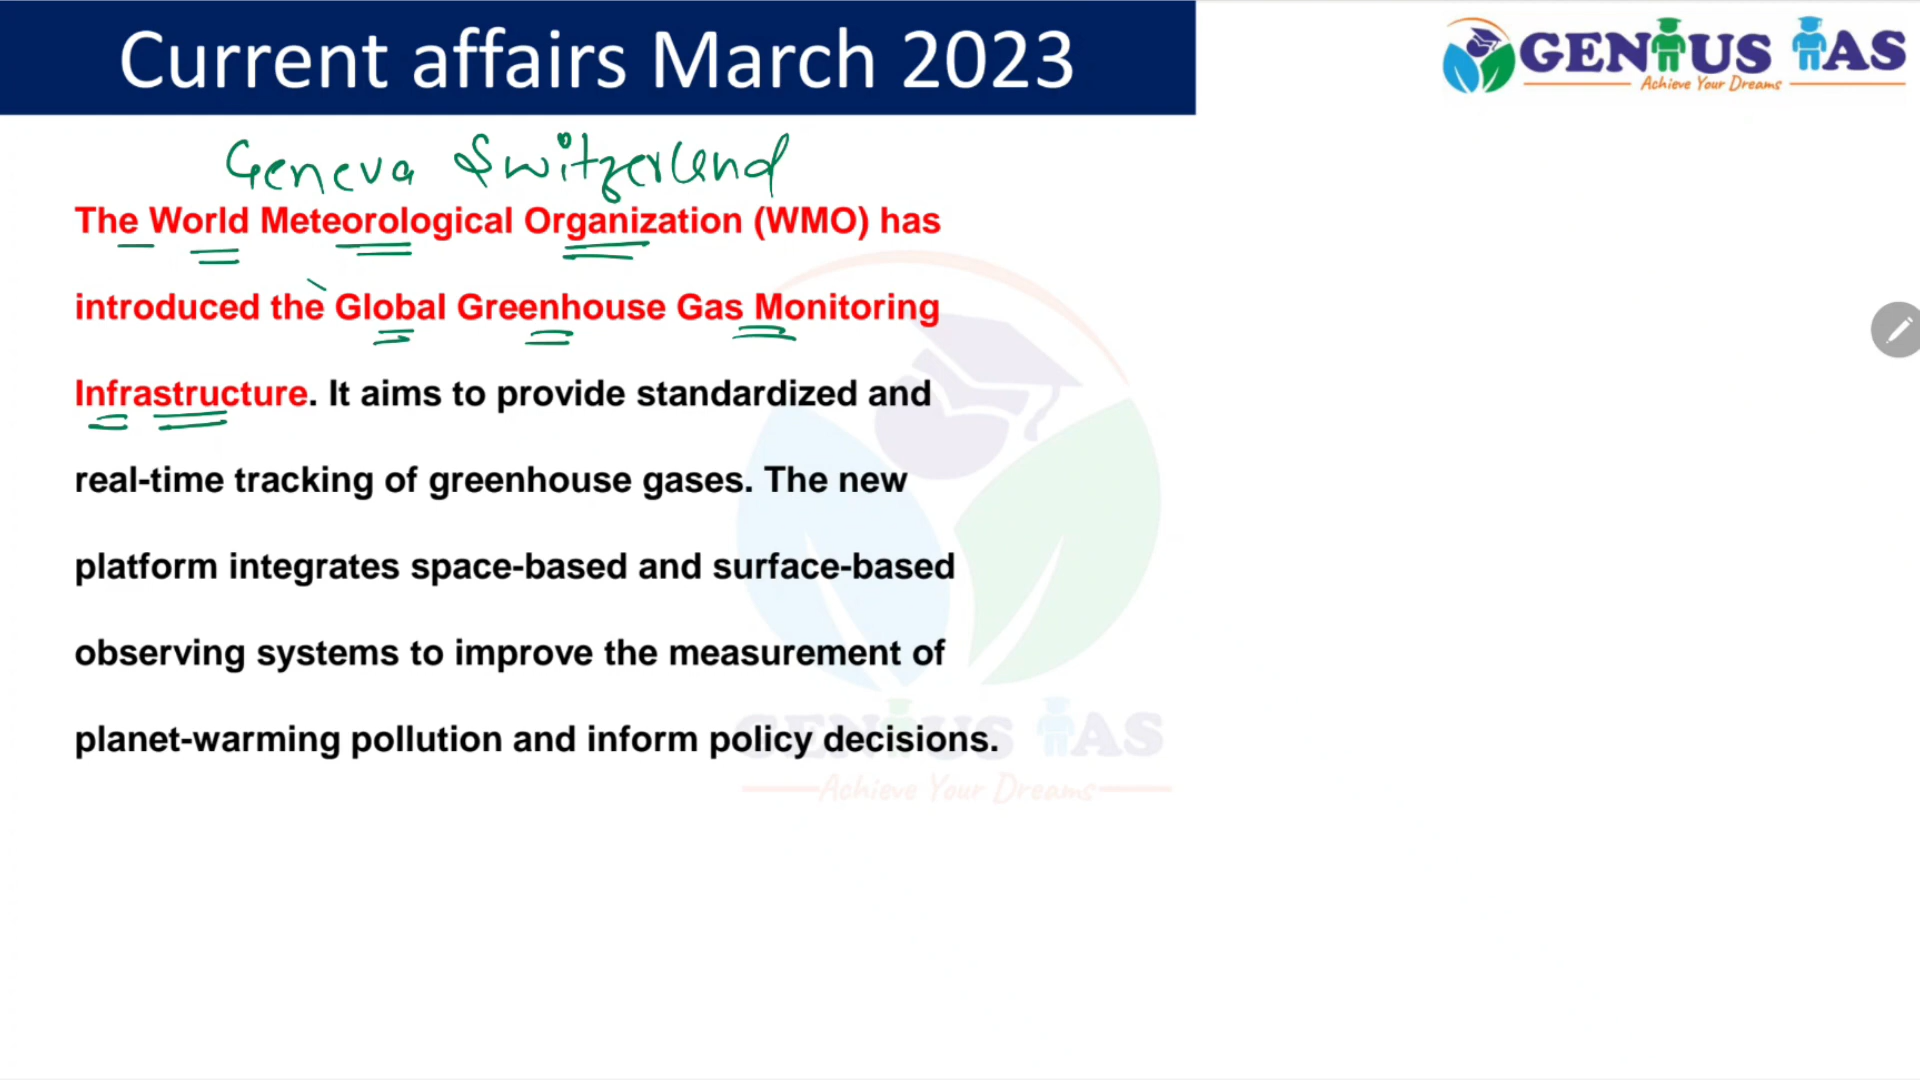 Current affairs March 2023
GENIUS IAS
Achieve Your Dreams
Geneva Switzerland
The World Meteorological Organization (WMO) has
introduced the Global Greenhouse Gas Monitoring
Infrastructure. It aims to provide standardized and
real-time tracking of greenhouse gases. The new
platform integrates space-based and surface-based
observing systems to improve the measurement of
planet-warming pollution and inform policy decisions.
GENIUS IAS
Achieve Your Dreams